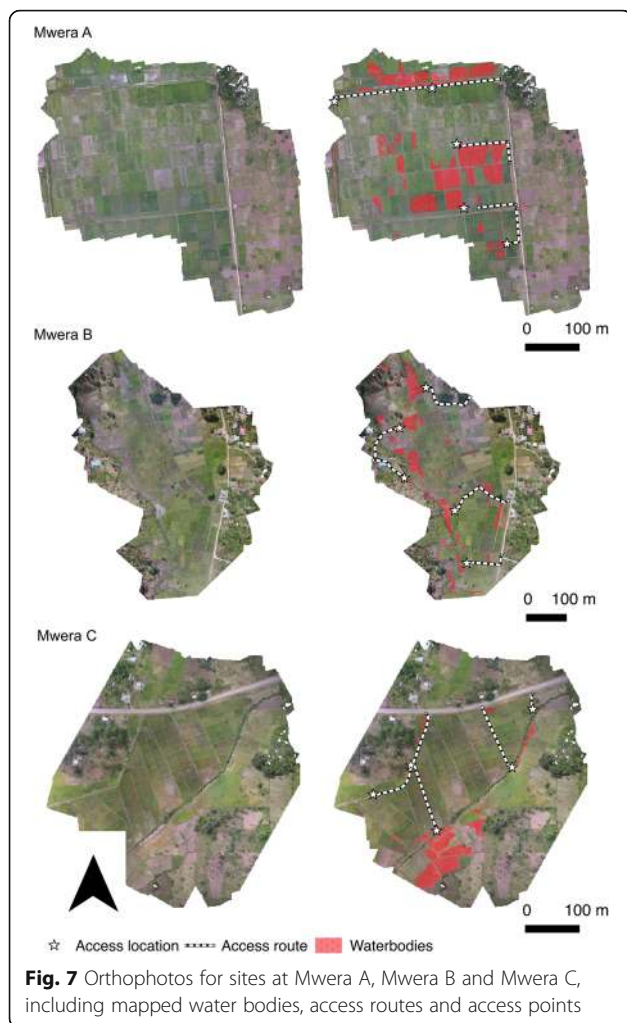 Mwera A
0 100 m
Mwera B
0 100 m
Mwera C
0 100 m
Access location Access route Waterbodies
Fig. 7 Orthophotos for sites at Mwera A, Mwera B and Mwera C,
including mapped water bodies, access routes and access points